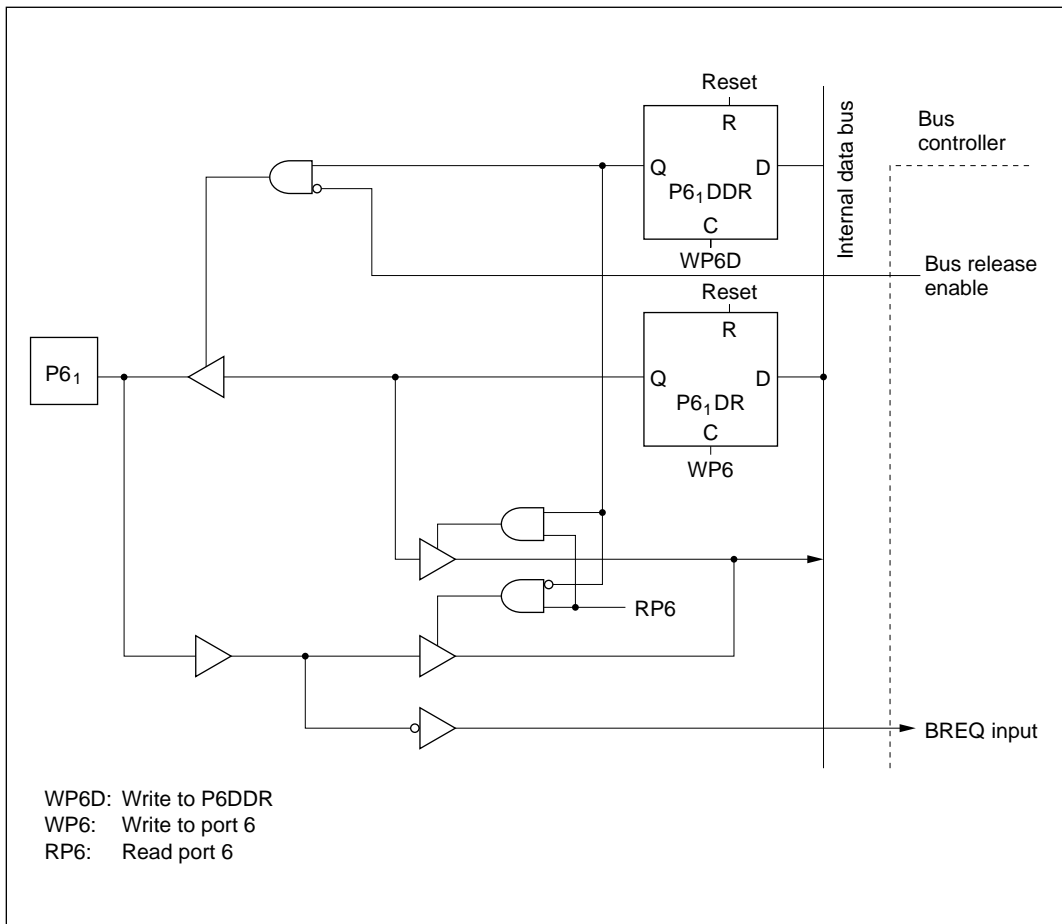 Reset
R
Q
D
P6₁DDR
C
WP6D
Internal data bus
Bus
controller
Bus release
enable
Reset
R
P6₁
Q
D
P6₁DR
C
WP6
RP6
BREQ input
WP6D: Write to P6DDR
WP6: Write to port 6
RP6: Read port 6